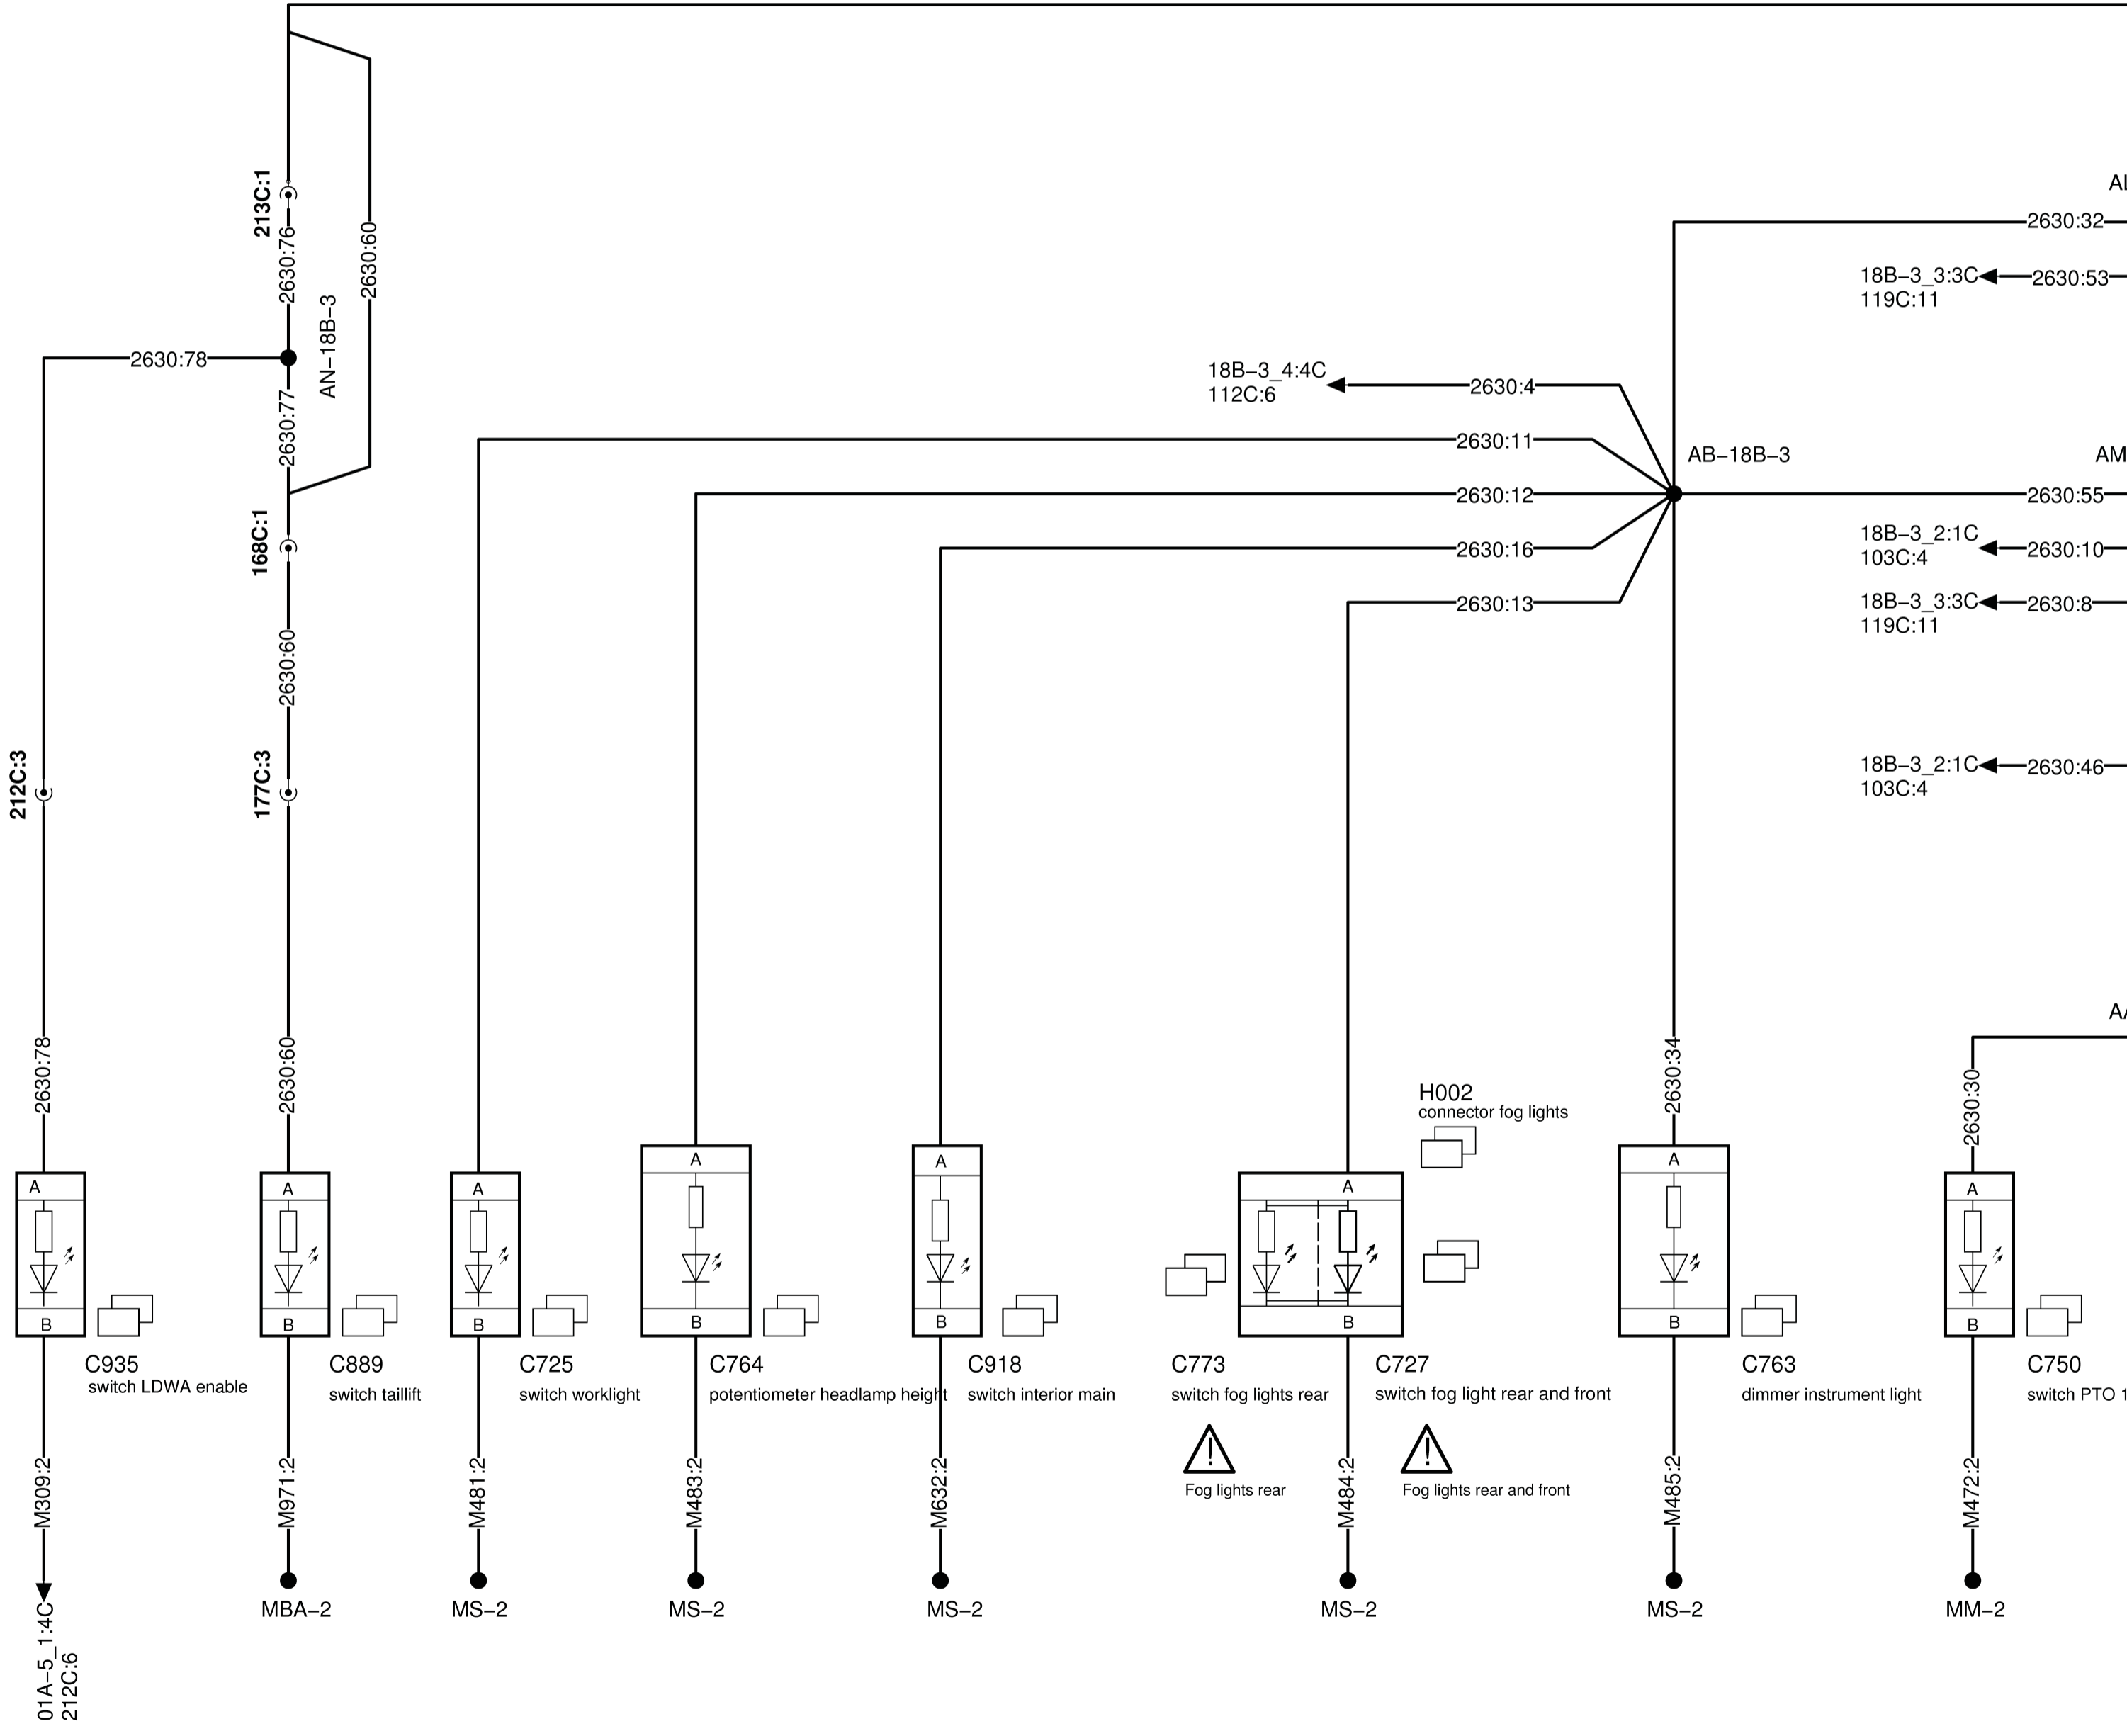 213C:1
2630:76
2630:60
AN–18B–3
2630:78
2630:77
168C:1
2630:60
212C:3
177C:3
2630:78
2630:60
AL
2630:32
18B–3_3:3C
119C:11
2630:53
18B–3_4:4C
112C:6
2630:4
2630:11
AB–18B–3
AM
2630:12
2630:55
18B–3_2:1C
103C:4
2630:10
2630:16
18B–3_3:3C
119C:11
2630:8
2630:13
18B–3_2:1C
103C:4
2630:46
2630:34
2630:30
H002
connector fog lights
A
B
C935
switch LDWA enable
M309:2
01A–5_1:4C
212C:6
A
B
C889
switch taillift
M971:2
MBA–2
A
B
C725
switch worklight
M481:2
MS–2
A
B
C764
potentiometer headlamp height
M483:2
MS–2
A
B
C918
switch interior main
M632:2
MS–2
A
B
C773
switch fog lights rear
!
Fog lights rear
C727
switch fog light rear and front
!
Fog lights rear and front
M484:2
MS–2
A
B
C763
dimmer instrument light
M485:2
MS–2
A
B
C750
switch PTO 1
M472:2
MM–2